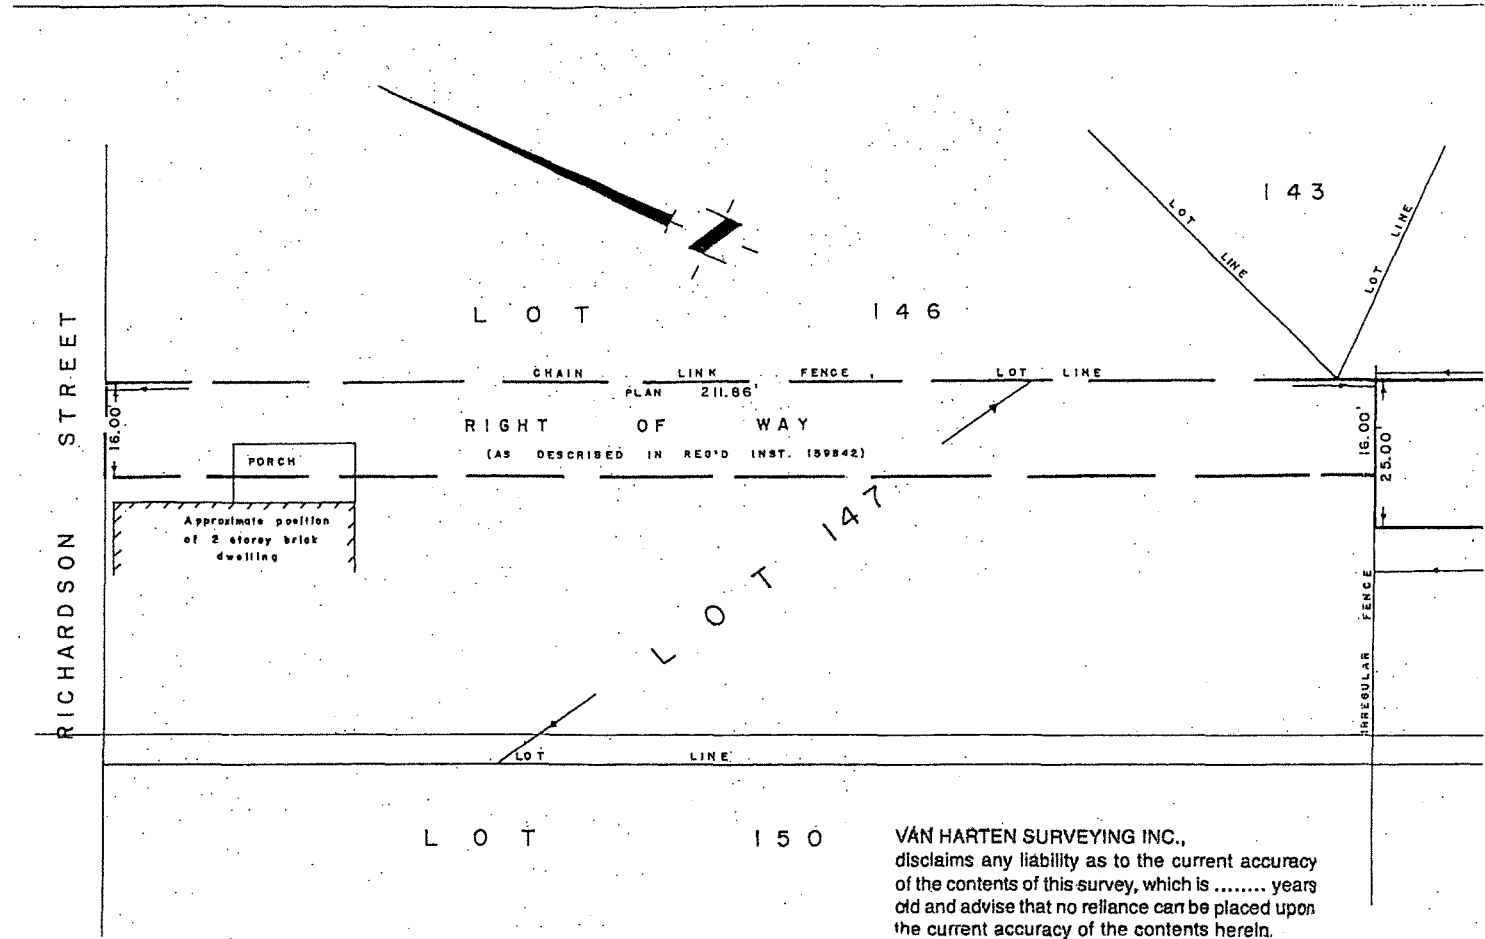 143
LOT LINE
LOT LINE
LOT 146
CHAIN LINK FENCE, LOT LINE
PLAN 211.86'
RIGHT OF WAY
(AS DESCRIBED IN REG'D INST. 159842)
16.00'
16.00'
25.00'
PORCH
Approximate position
of 2 storey brick
dwelling
LOT 147
RICHARDSON STREET
IRREGULAR FENCE
LOT LINE
LOT 150
VAN HARTEN SURVEYING INC.,
disclaims any liability as to the current accuracy
of the contents of this survey, which is ........ years
old and advise that no reliance can be placed upon
the current accuracy of the contents herein.